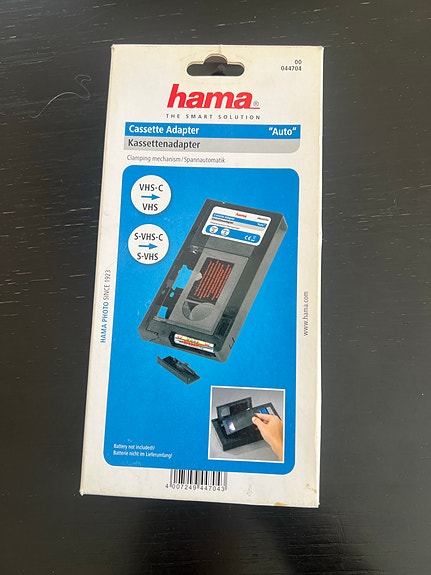 00
044704
hama®
THE SMART SOLUTION
Cassette Adapter "Auto"
Kassettenadapter
Clamping mechanism/Spannautomatik
VHS-C
VHS
S-VHS-C
S-VHS
hama
HAMA PHOTO SINCE 1923
www.hama.com
Battery not included!
Batterie nicht im Lieferumfang!
4 007249 447043